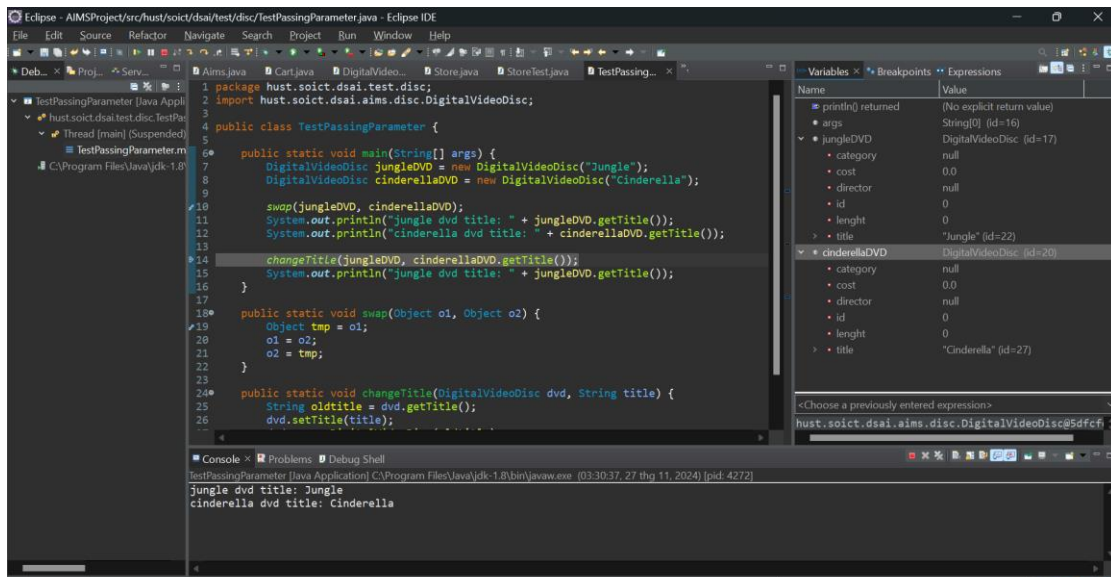 Eclipse - AIMSProject/src/hust/soict/dsai/test/disc/TestPassingParameter.java - Eclipse IDE
File Edit Source Refactor Navigate Search Project Run Window Help
Deb... Proj... Serv...
TestPassingParameter [Java Appli
hust.soict.dsai.test.disc.TestPas
Thread [main] (Suspended)
TestPassingParameter.m
C:\Program Files\Java\jdk-1.8\
Aims.java Cart.java DigitalVideo... Store.java StoreTest.java TestPassing...
1 package hust.soict.dsai.test.disc;
2 import hust.soict.dsai.aims.disc.DigitalVideoDisc;
3
4 public class TestPassingParameter {
5
6 public static void main(String[] args) {
7 DigitalVideoDisc jungleDVD = new DigitalVideoDisc("Jungle");
8 DigitalVideoDisc cinderellaDVD = new DigitalVideoDisc("Cinderella");
9
10 swap(jungleDVD, cinderellaDVD);
11 System.out.println("jungle dvd title: " + jungleDVD.getTitle());
12 System.out.println("cinderella dvd title: " + cinderellaDVD.getTitle());
13
14 changeTitle(jungleDVD, cinderellaDVD.getTitle());
15 System.out.println("jungle dvd title: " + jungleDVD.getTitle());
16 }
17
18 public static void swap(Object o1, Object o2) {
19 Object tmp = o1;
20 o1 = o2;
21 o2 = tmp;
22 }
23
24 public static void changeTitle(DigitalVideoDisc dvd, String title) {
25 String oldtitle = dvd.getTitle();
26 dvd.setTitle(title);
Variables Breakpoints Expressions
Name Value
println() returned (No explicit return value)
args String[0] (id=16)
jungleDVD DigitalVideoDisc (id=17)
category null
cost 0.0
director null
id 0
lenght 0
title "Jungle" (id=22)
cinderellaDVD DigitalVideoDisc (id=20)
category null
cost 0.0
director null
id 0
lenght 0
title "Cinderella" (id=27)
<Choose a previously entered expression>
hust.soict.dsai.aims.disc.DigitalVideoDisc@5dfcf
Console Problems Debug Shell
TestPassingParameter [Java Application] C:\Program Files\Java\jdk-1.8\bin\javaw.exe (03:30:37, 27 thg 11, 2024) [pid: 4272]
jungle dvd title: Jungle
cinderella dvd title: Cinderella